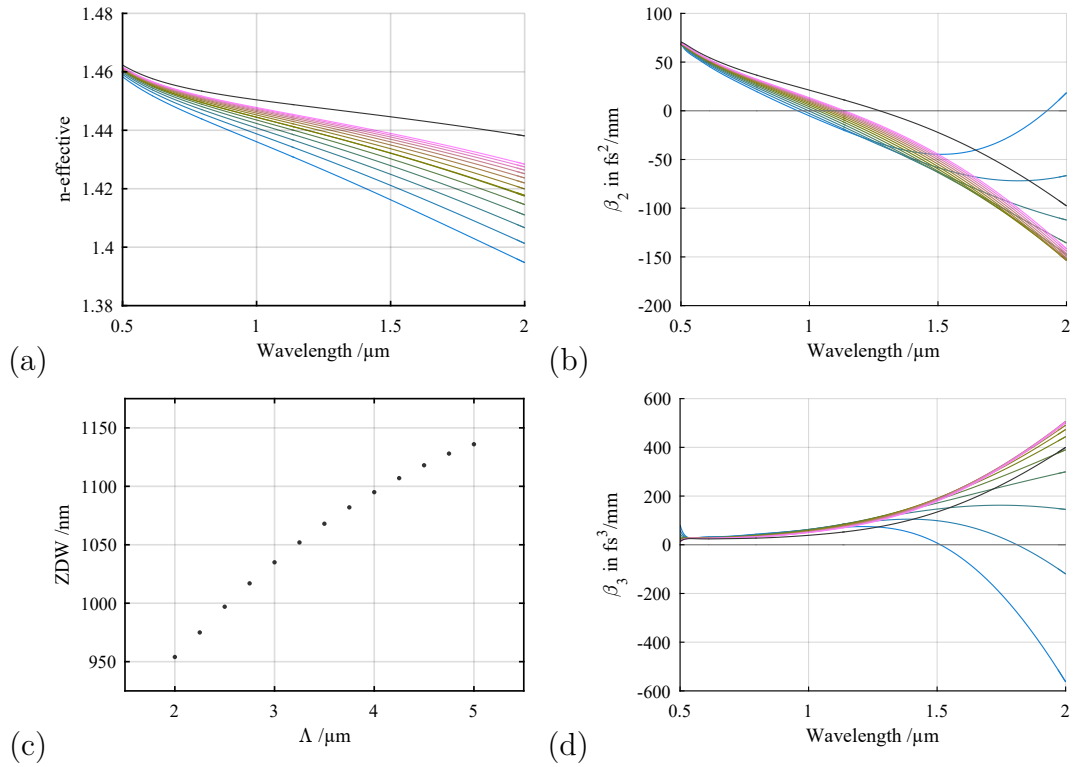 1.48
1.46
1.44
1.42
1.4
1.38
n-effective
0.5 1 1.5 2
Wavelength /µm
(a)
100
50
0
-50
-100
-150
-200
β₂ in fs²/mm
0.5 1 1.5 2
Wavelength /µm
(b)
1150
1100
1050
1000
950
ZDW /nm
2 3 4 5
Λ /µm
(c)
600
400
200
0
-200
-400
-600
β₃ in fs³/mm
0.5 1 1.5 2
Wavelength /µm
(d)